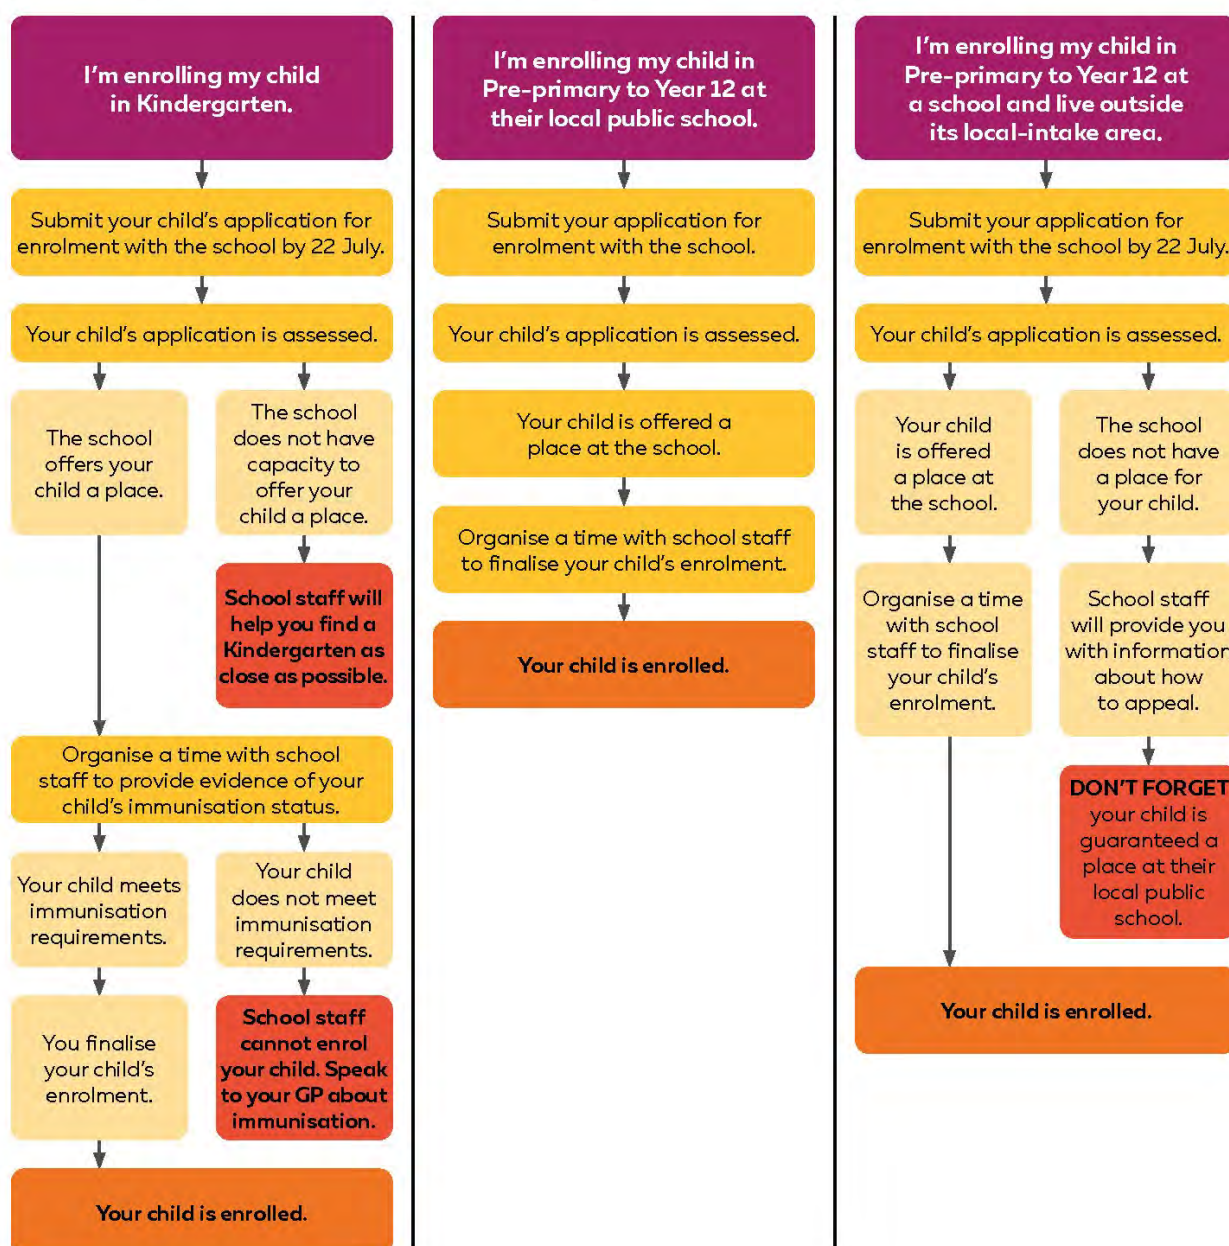 I'm enrolling my child
in Kindergarten.
Submit your child's application for
enrolment with the school by 22 July.
Your child's application is assessed.
The school
offers your
child a place.
The school
does not have
capacity to
offer your
child a place.
School staff will
help you find a
Kindergarten as
close as possible.
Organise a time with school
staff to provide evidence of your
child's immunisation status.
Your child meets
immunisation
requirements.
Your child
does not meet
immunisation
requirements.
You finalise
your child's
enrolment.
School staff
cannot enrol
your child. Speak
to your GP about
immunisation.
Your child is enrolled.
I'm enrolling my child in
Pre-primary to Year 12 at
their local public school.
Submit your application for
enrolment with the school.
Your child's application is assessed.
Your child is offered a
place at the school.
Organise a time with school staff
to finalise your child's enrolment.
Your child is enrolled.
I'm enrolling my child in
Pre-primary to Year 12 at
a school and live outside
its local-intake area.
Submit your application for
enrolment with the school by 22 July.
Your child's application is assessed.
Your child
is offered
a place at
the school.
The school
does not have
a place for
your child.
Organise a time
with school
staff to finalise
your child's
enrolment.
School staff
will provide you
with information
about how
to appeal.
DON'T FORGET
your child is
guaranteed a
place at their
local public
school.
Your child is enrolled.